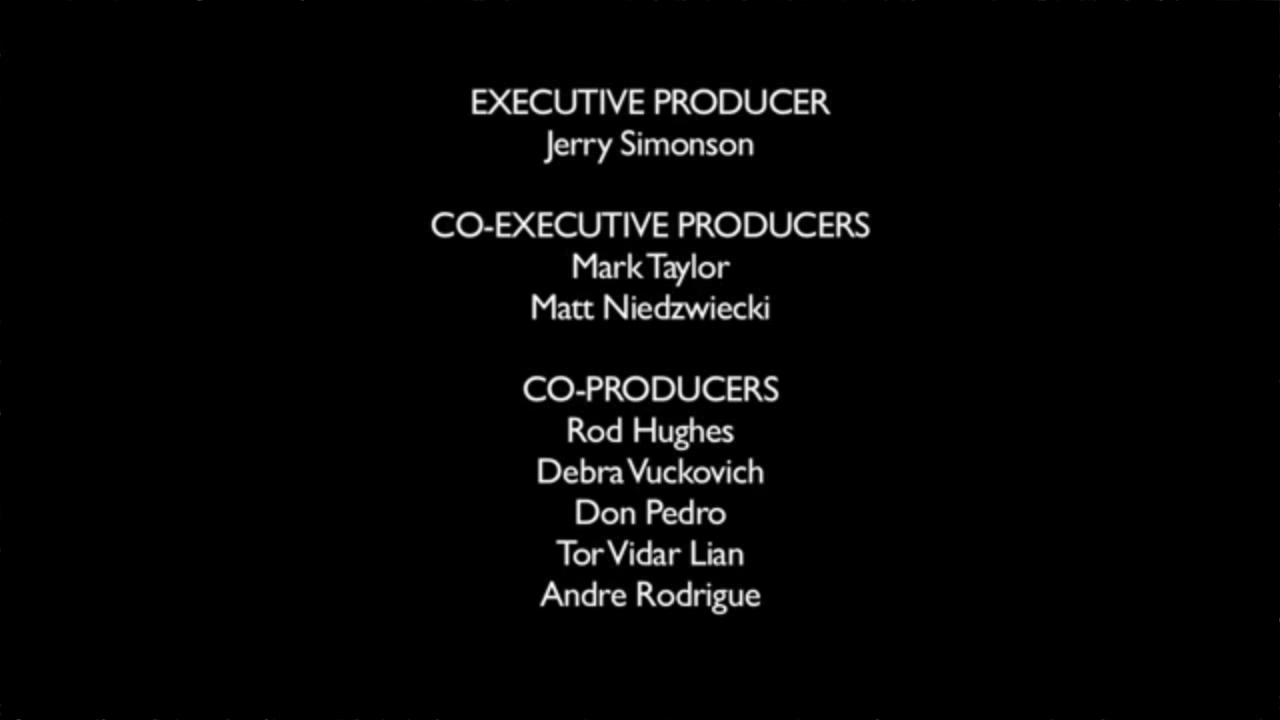 EXECUTIVE PRODUCER
Jerry Simonson
CO-EXECUTIVE PRODUCERS
Mark Taylor
Matt Niedzwiecki
CO-PRODUCERS
Rod Hughes
Debra Vuckovich
Don Pedro
Tor Vidar Lian
Andre Rodrigue